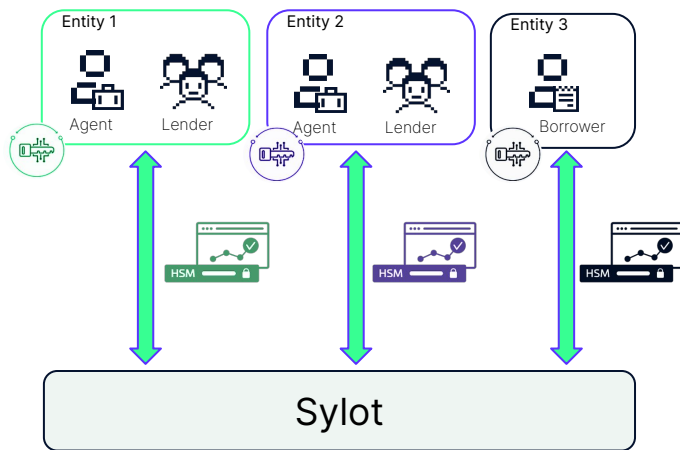 Entity 1
Entity 2
Entity 3
Agent
Lender
Agent
Lender
Borrower
HSM
HSM
HSM
Sylot